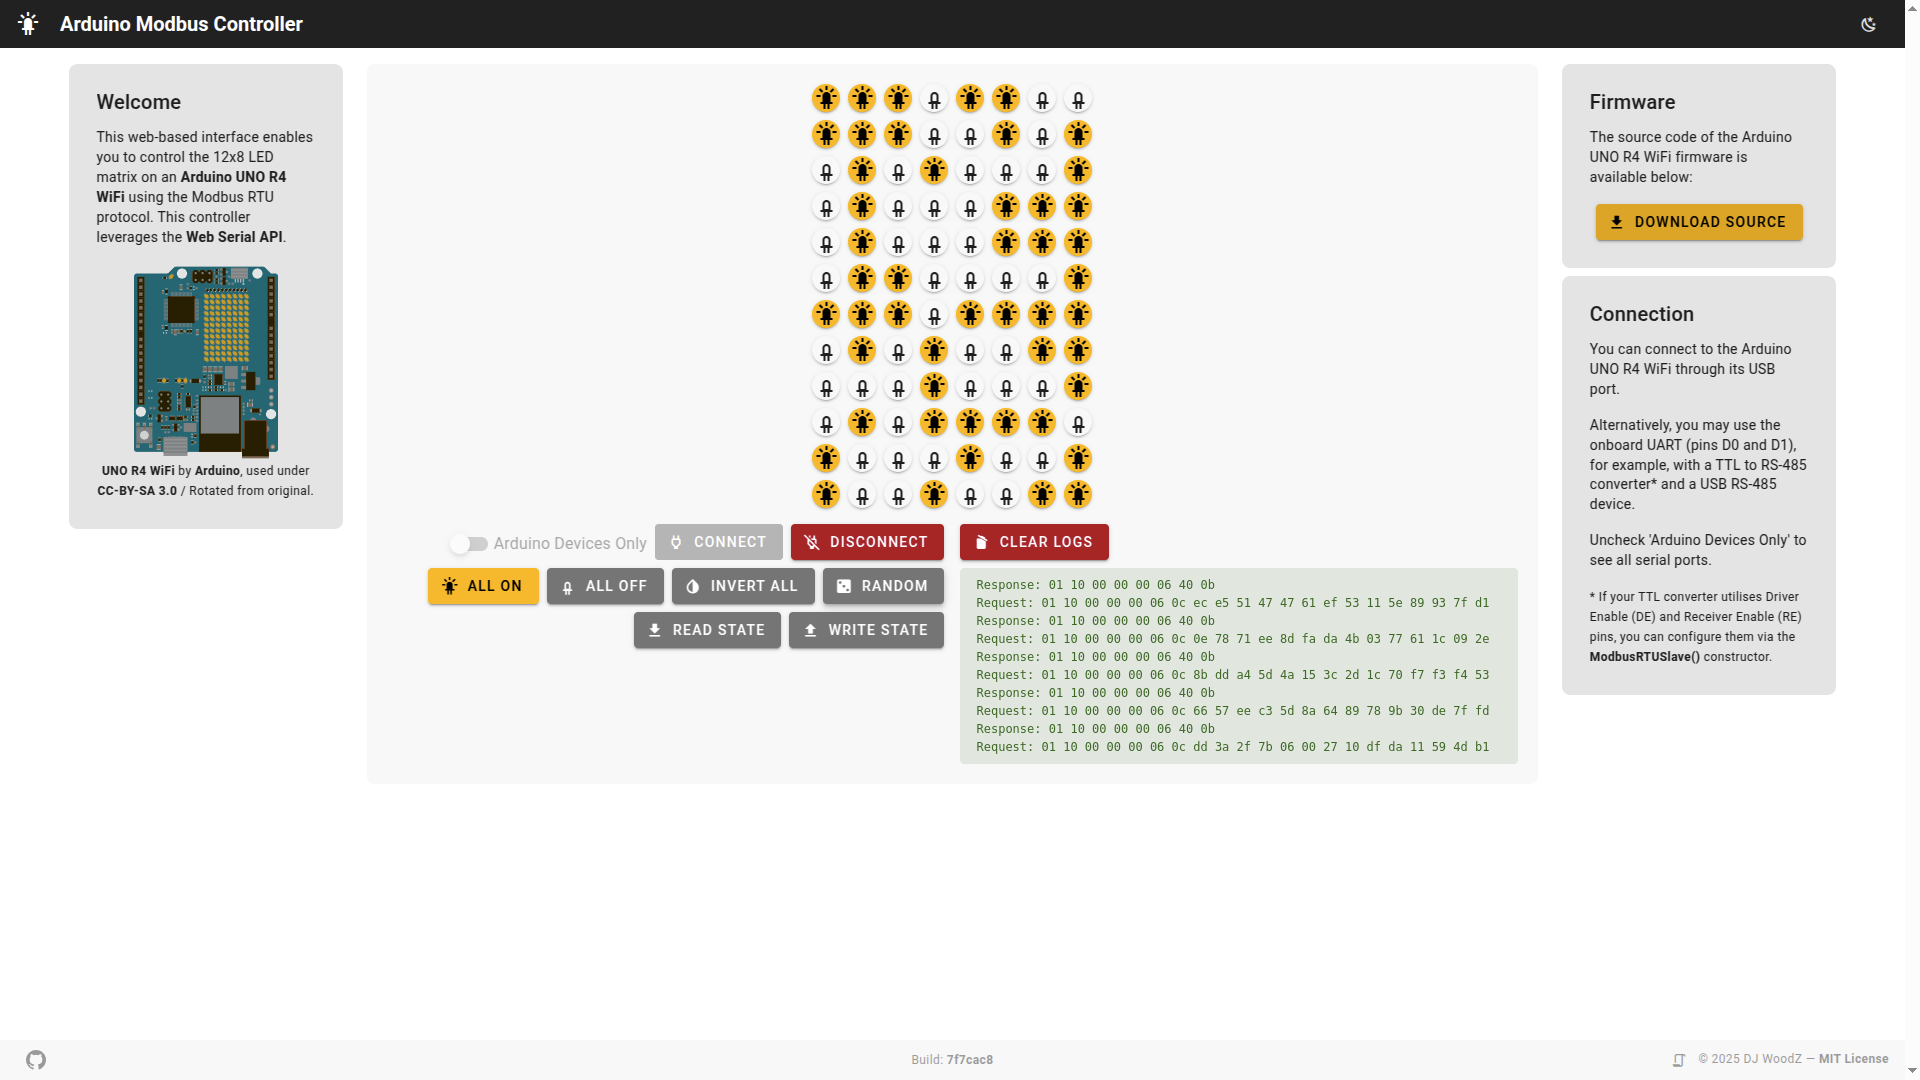 Arduino Modbus Controller
Welcome
This web-based interface enables
you to control the 12x8 LED
matrix on an Arduino UNO R4
WiFi using the Modbus RTU
protocol. This controller
leverages the Web Serial API.
UNO R4 WiFi by Arduino, used under
CC-BY-SA 3.0 / Rotated from original.
Arduino Devices Only
CONNECT
DISCONNECT
CLEAR LOGS
ALL ON
ALL OFF
INVERT ALL
RANDOM
READ STATE
WRITE STATE
Response: 01 10 00 00 00 06 40 0b
Request: 01 10 00 00 00 06 0c ec e5 51 47 47 61 ef 53 11 5e 89 93 7f d1
Response: 01 10 00 00 00 06 40 0b
Request: 01 10 00 00 00 06 0c 0e 78 71 ee 8d fa da 4b 03 77 61 1c 09 2e
Response: 01 10 00 00 00 06 40 0b
Request: 01 10 00 00 00 06 0c 8b dd a4 5d 4a 15 3c 2d 1c 70 f7 f3 f4 53
Response: 01 10 00 00 00 06 40 0b
Request: 01 10 00 00 00 06 0c 66 57 ee c3 5d 8a 64 89 78 9b 30 de 7f fd
Response: 01 10 00 00 00 06 40 0b
Request: 01 10 00 00 00 06 0c dd 3a 2f 7b 06 00 27 10 df da 11 59 4d b1
Firmware
The source code of the Arduino
UNO R4 WiFi firmware is
available below:
DOWNLOAD SOURCE
Connection
You can connect to the Arduino
UNO R4 WiFi through its USB
port.
Alternatively, you may use the
onboard UART (pins D0 and D1),
for example, with a TTL to RS-485
converter* and a USB RS-485
device.
Uncheck 'Arduino Devices Only' to
see all serial ports.
* If your TTL converter utilises Driver
Enable (DE) and Receiver Enable (RE)
pins, you can configure them via the
ModbusRTUSlave() constructor.
Build: 7f7cac8
© 2025 DJ WoodZ — MIT License